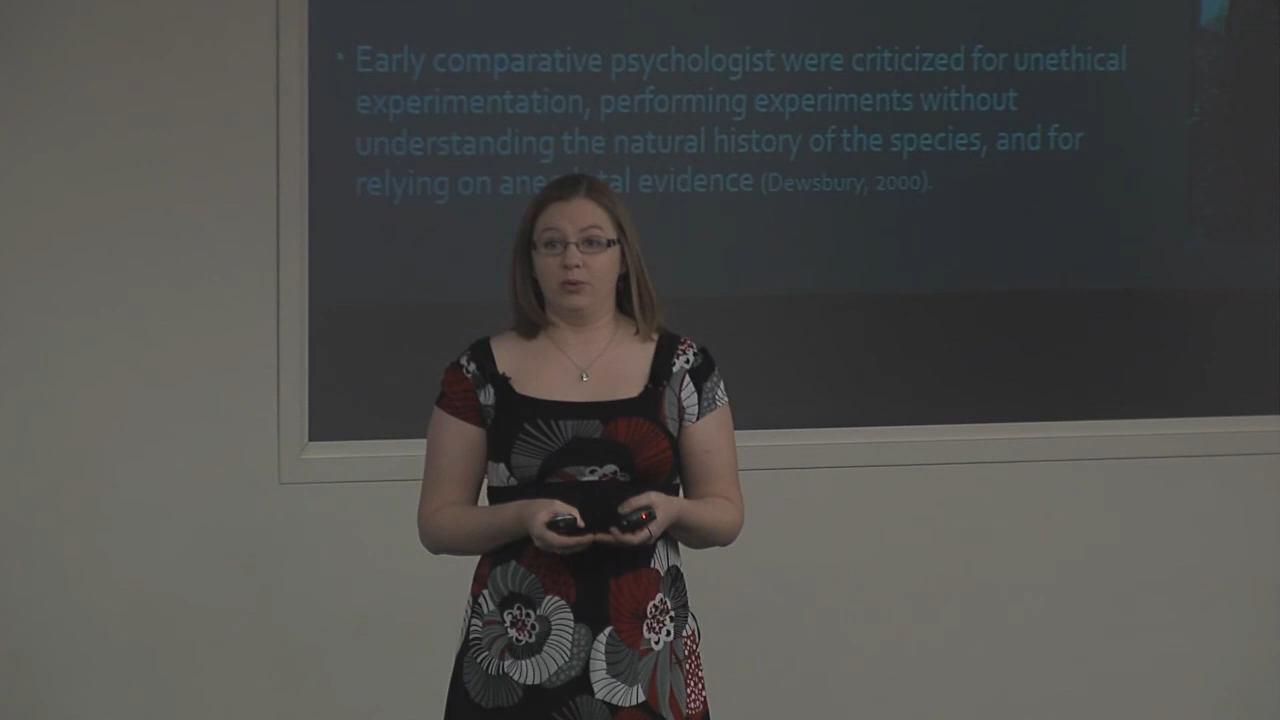 • Early comparative psychologist were criticized for unethical
experimentation, performing experiments without
understanding the natural history of the species, and for
relying on evidence (Dewsbury, 2000).